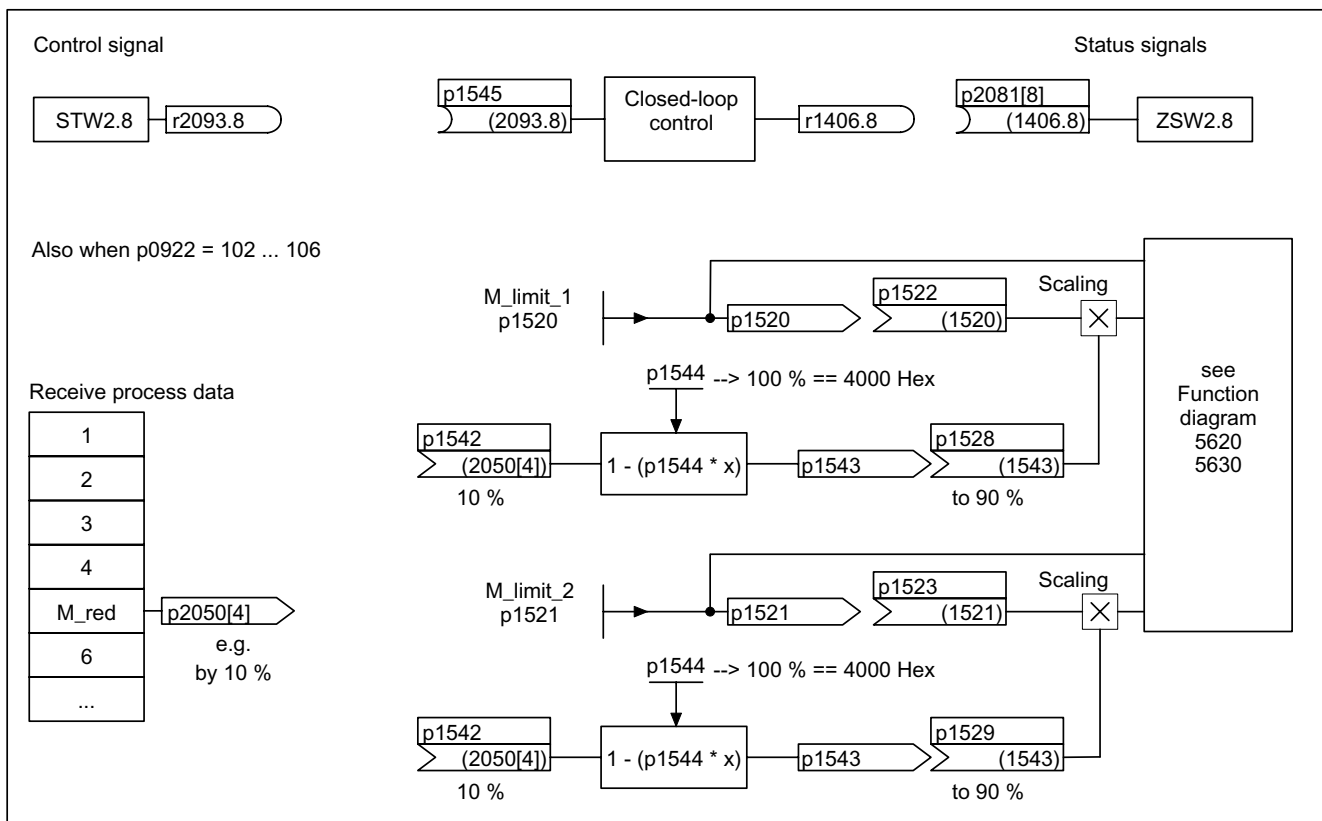 Control signal
Status signals
STW2.8
r2093.8
p1545
(2093.8)
Closed-loop
control
r1406.8
p2081[8]
(1406.8)
ZSW2.8
Also when p0922 = 102 ... 106
M_limit_1
p1520
p1520
p1522
(1520)
Scaling
p1544 --> 100 % == 4000 Hex
p1542
(2050[4])
10 %
1 - (p1544 * x)
p1543
p1528
(1543)
to 90 %
see
Function
diagram
5620
5630
Receive process data
1
2
3
4
M_red
p2050[4]
e.g.
by 10 %
6
...
M_limit_2
p1521
p1521
p1523
(1521)
Scaling
p1544 --> 100 % == 4000 Hex
p1542
(2050[4])
10 %
1 - (p1544 * x)
p1543
p1529
(1543)
to 90 %